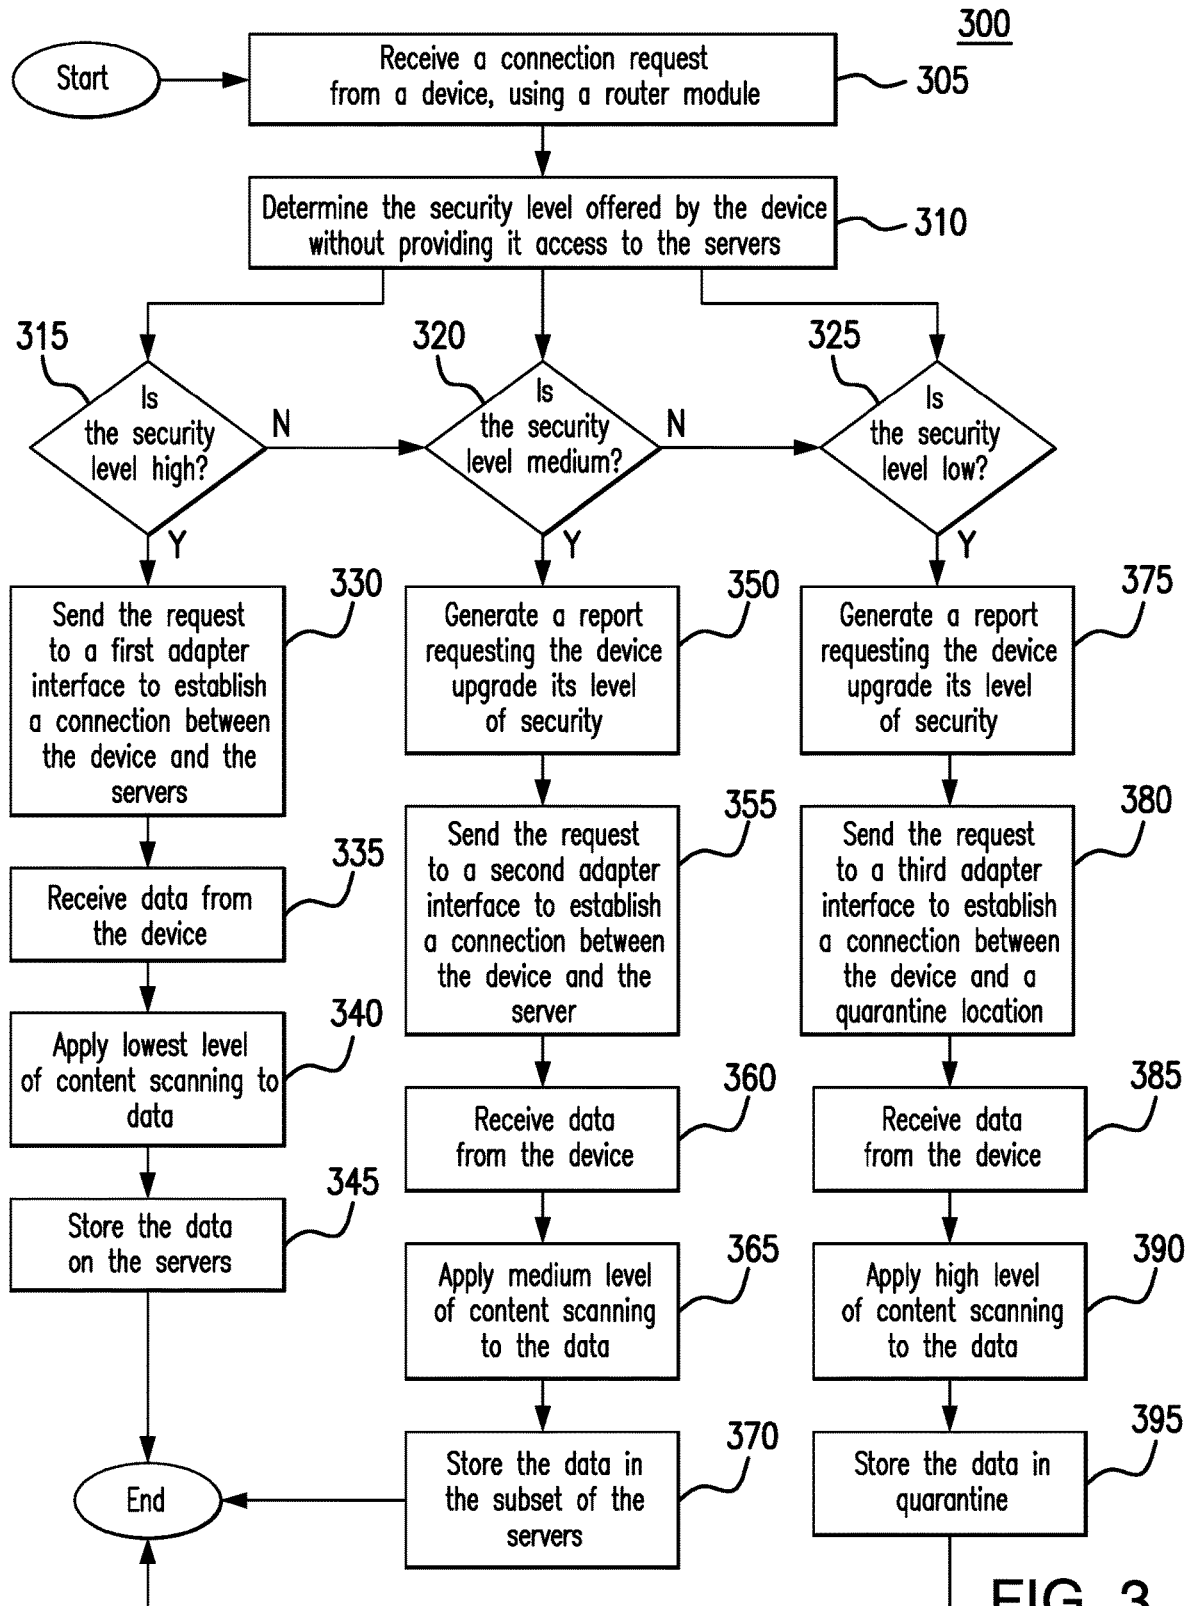 300
Start
Receive a connection request
from a device, using a router module
305
Determine the security level offered by the device
without providing it access to the servers
310
315
Is
the security
level high?
N
Y
320
Is
the security
level medium?
N
Y
325
Is
the security
level low?
Y
330
Send the request
to a first adapter
interface to establish
a connection between
the device and the
servers
335
Receive data from
the device
340
Apply lowest level
of content scanning to
data
345
Store the data
on the servers
350
Generate a report
requesting the device
upgrade its level
of security
355
Send the request
to a second adapter
interface to establish
a connection between
the device and the
server
360
Receive data
from the device
365
Apply medium level
of content scanning
to the data
370
Store the data in
the subset of the
servers
375
Generate a report
requesting the device
upgrade its level
of security
380
Send the request
to a third adapter
interface to establish
a connection between
the device and a
quarantine location
385
Receive data
from the device
390
Apply high level
of content scanning
to the data
395
Store the data in
quarantine
End
FIG. 3